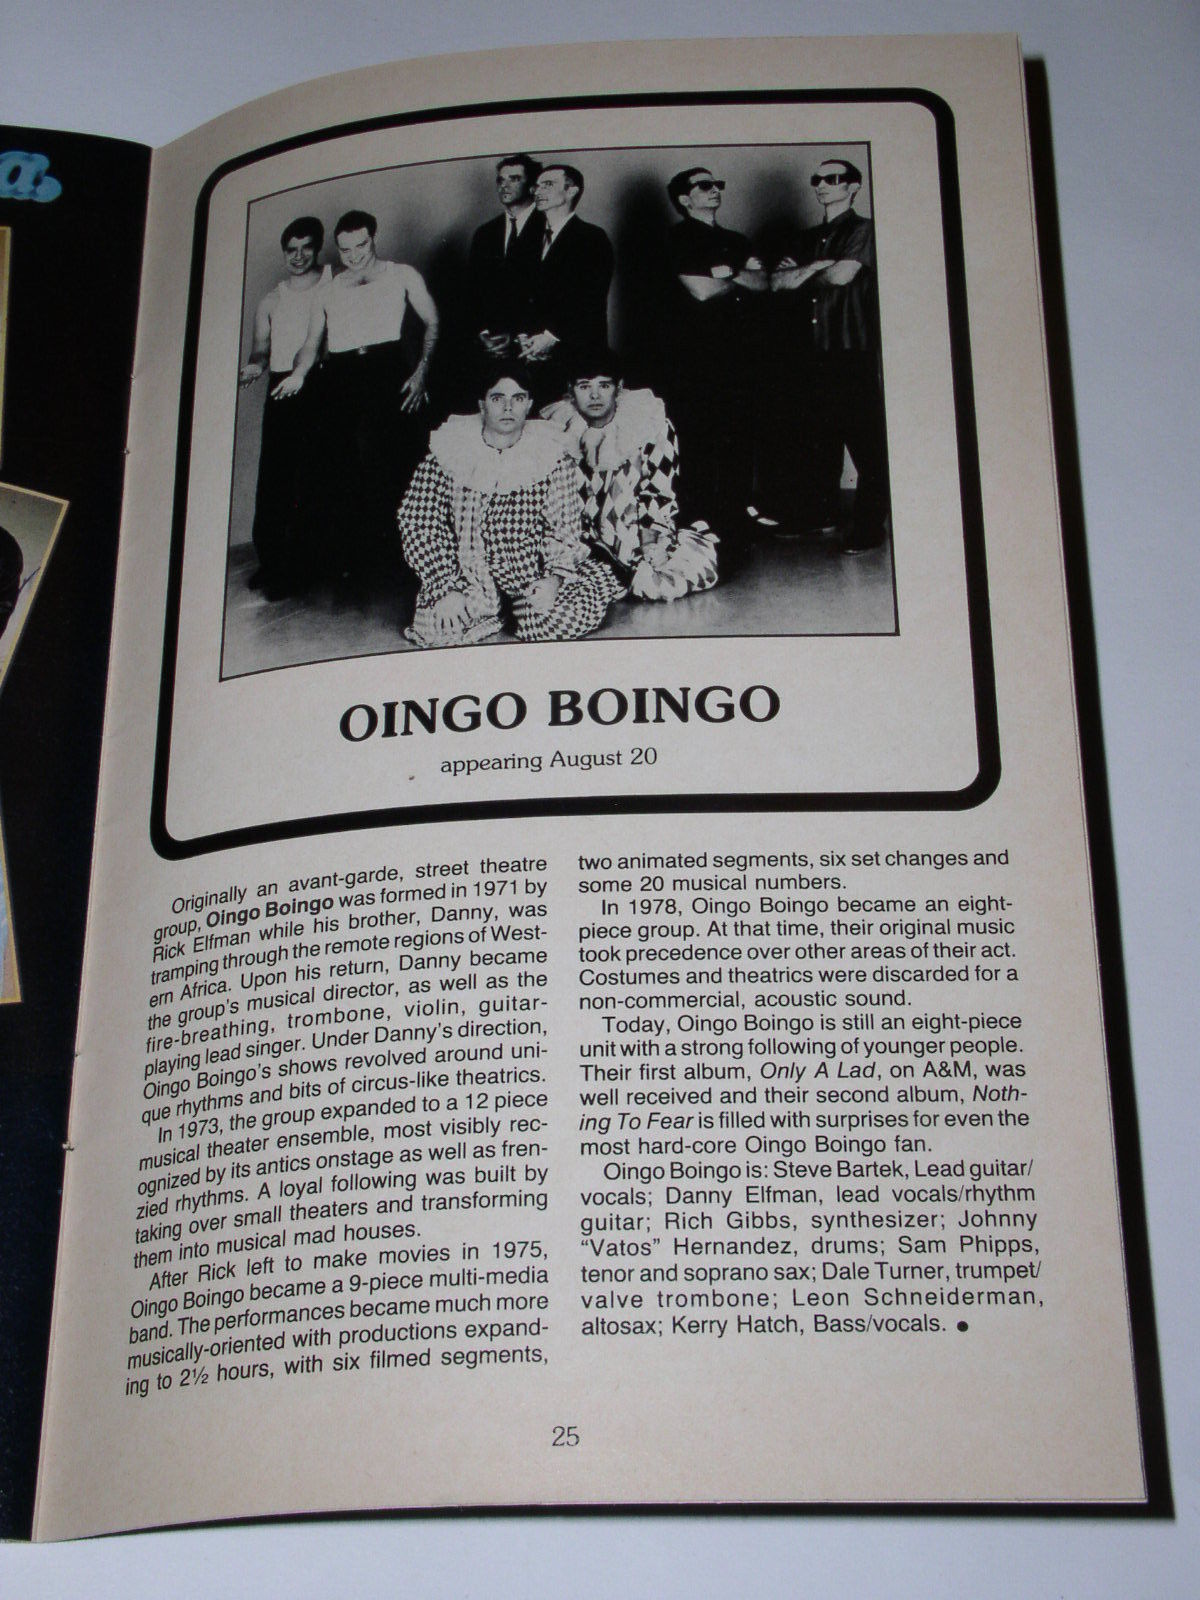 a.
OINGO BOINGO
appearing August 20
Originally an avant-garde, street theatre
group, Oingo Boingo was formed in 1971 by
Rick Elfman while his brother, Danny, was
tramping through the remote regions of West-
ern Africa. Upon his return, Danny became
the group's musical director, as well as the
fire-breathing, trombone, violin, guitar-
playing lead singer. Under Danny's direction,
Oingo Boingo's shows revolved around uni-
que rhythms and bits of circus-like theatrics.
In 1973, the group expanded to a 12 piece
musical theater ensemble, most visibly rec-
ognized by its antics onstage as well as fren-
zied rhythms. A loyal following was built by
taking over small theaters and transforming
them into musical mad houses.
After Rick left to make movies in 1975,
Oingo Boingo became a 9-piece multi-media
band. The performances became much more
musically-oriented with productions expand-
ing to 2½ hours, with six filmed segments,
two animated segments, six set changes and
some 20 musical numbers.
In 1978, Oingo Boingo became an eight-
piece group. At that time, their original music
took precedence over other areas of their act.
Costumes and theatrics were discarded for a
non-commercial, acoustic sound.
Today, Oingo Boingo is still an eight-piece
unit with a strong following of younger people.
Their first album, Only A Lad, on A&M, was
well received and their second album, Noth-
ing To Fear is filled with surprises for even the
most hard-core Oingo Boingo fan.
Oingo Boingo is: Steve Bartek, Lead guitar/
vocals; Danny Elfman, lead vocals/rhythm
guitar; Rich Gibbs, synthesizer; Johnny
"Vatos" Hernandez, drums; Sam Phipps,
tenor and soprano sax; Dale Turner, trumpet/
valve trombone; Leon Schneiderman,
altosax; Kerry Hatch, Bass/vocals. ●
25